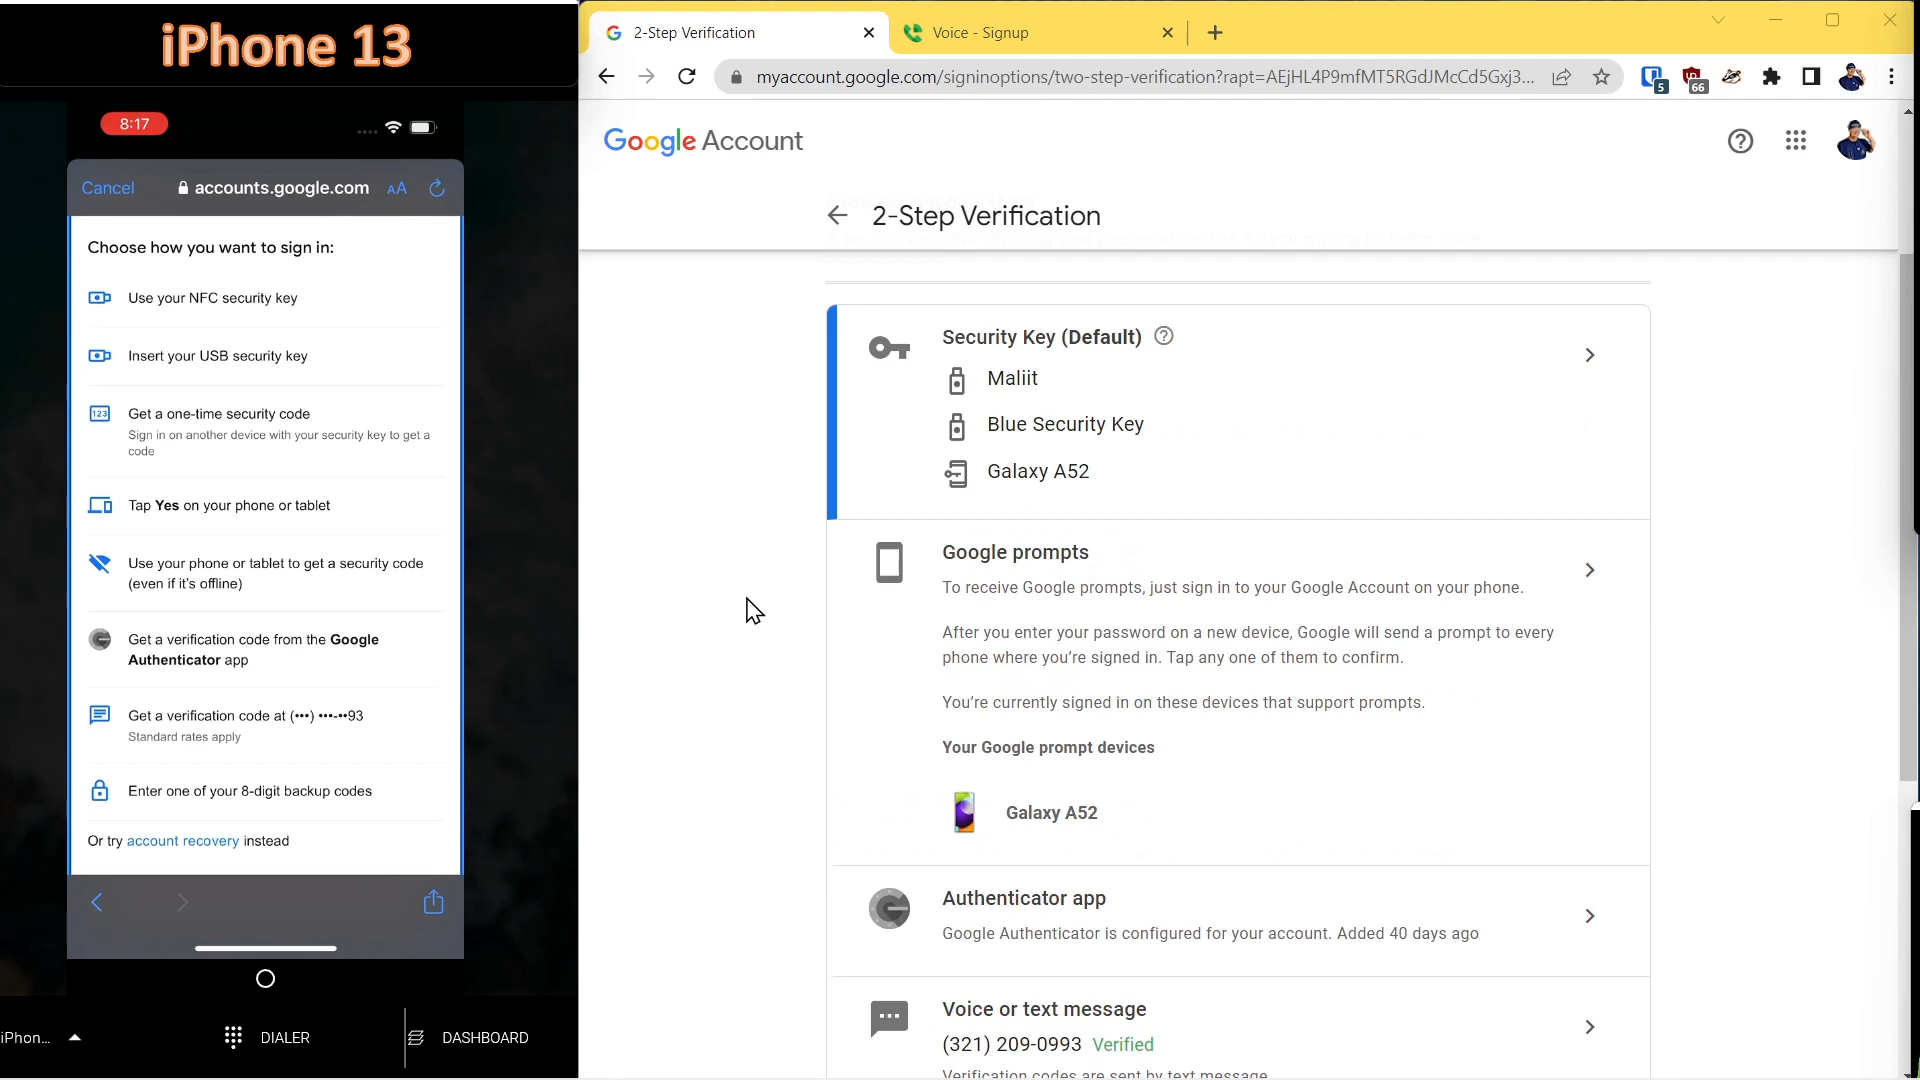 iPhone 13
8:17
Cancel
accounts.google.com
AA
Choose how you want to sign in:
Use your NFC security key
Insert your USB security key
123
Get a one-time security code
Sign in on another device with your security key to get a
code
Tap Yes on your phone or tablet
Use your phone or tablet to get a security code
(even if it's offline)
Get a verification code from the Google
Authenticator app
Get a verification code at (•••) •••-••93
Standard rates apply
Enter one of your 8-digit backup codes
Or try account recovery instead
iPhon...
DIALER
DASHBOARD
2-Step Verification
Voice - Signup
myaccount.google.com/signinoptions/two-step-verification?rapt=AEjHL4P9mfMT5RGdJMcCd5Gxj3...
5
66
Google Account
2-Step Verification
Security Key (Default)
Maliit
Blue Security Key
Galaxy A52
Google prompts
To receive Google prompts, just sign in to your Google Account on your phone.
After you enter your password on a new device, Google will send a prompt to every
phone where you're signed in. Tap any one of them to confirm.
You're currently signed in on these devices that support prompts.
Your Google prompt devices
Galaxy A52
Authenticator app
Google Authenticator is configured for your account. Added 40 days ago
Voice or text message
(321) 209-0993 Verified
Verification codes are sent by text message